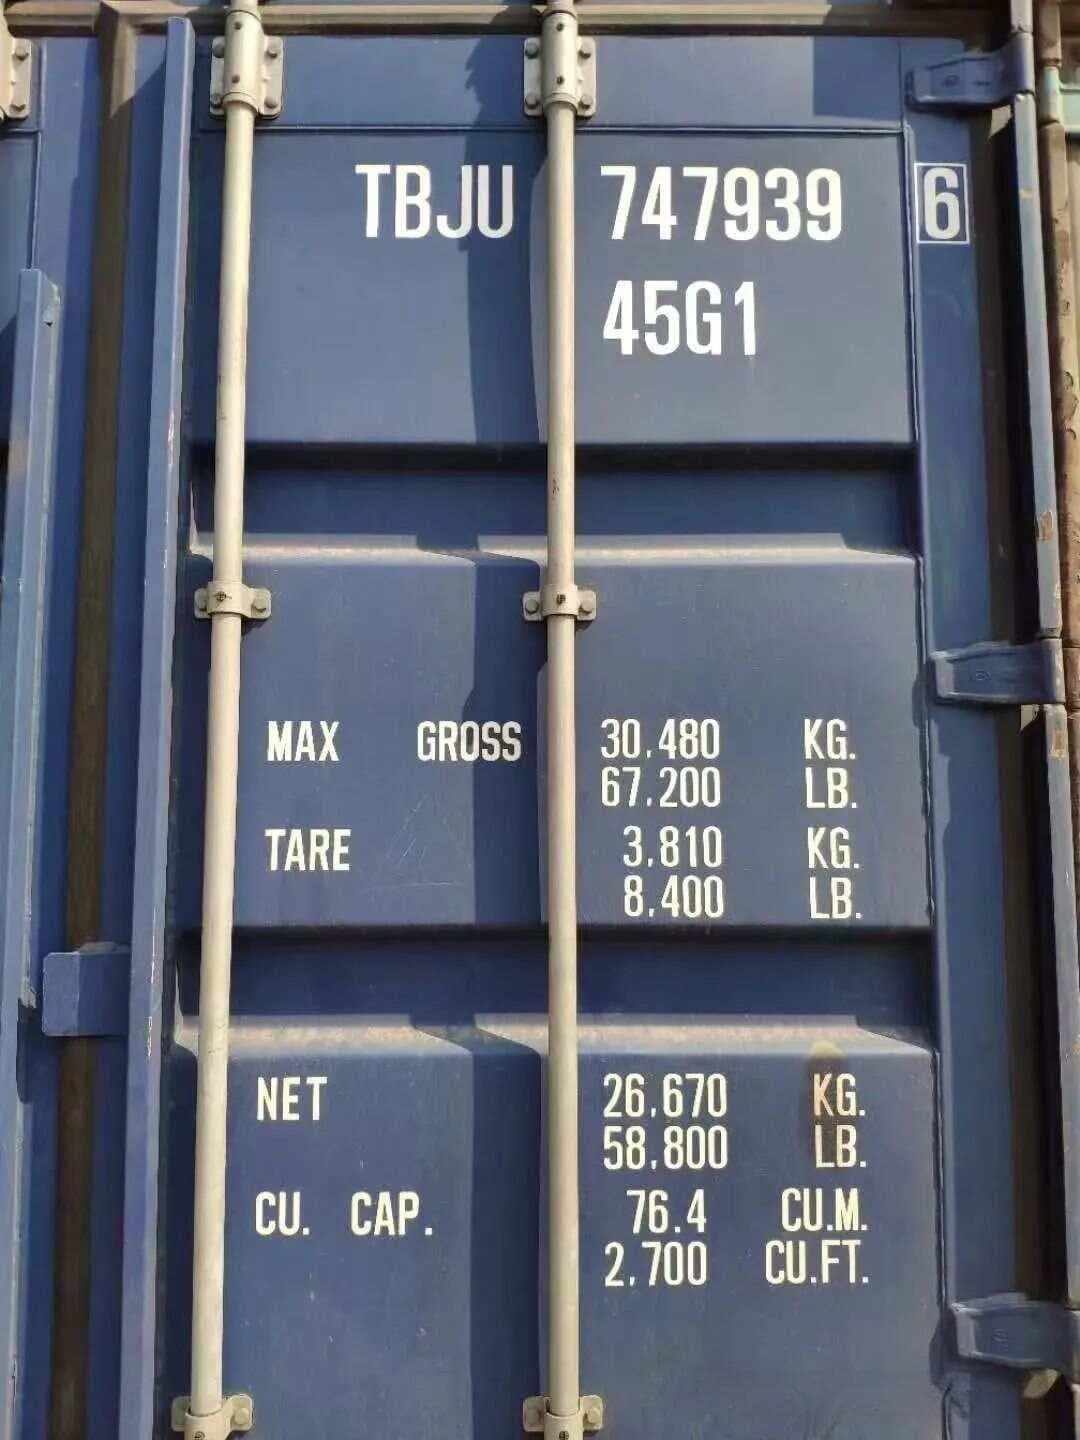 TBJU 747939 6
45G1
MAX GROSS 30.480 KG.
67.200 LB.
TARE 3.810 KG.
8.400 LB.
NET 26.670 KG.
58.800 LB.
CU. CAP. 76.4 CU.M.
2.700 CU.FT.